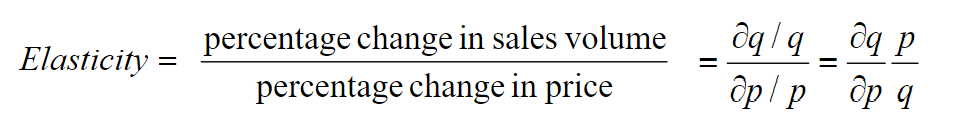 Elasticity = percentage change in sales volume / percentage change in price = ∂q / q / ∂p / p = ∂q p / ∂p q